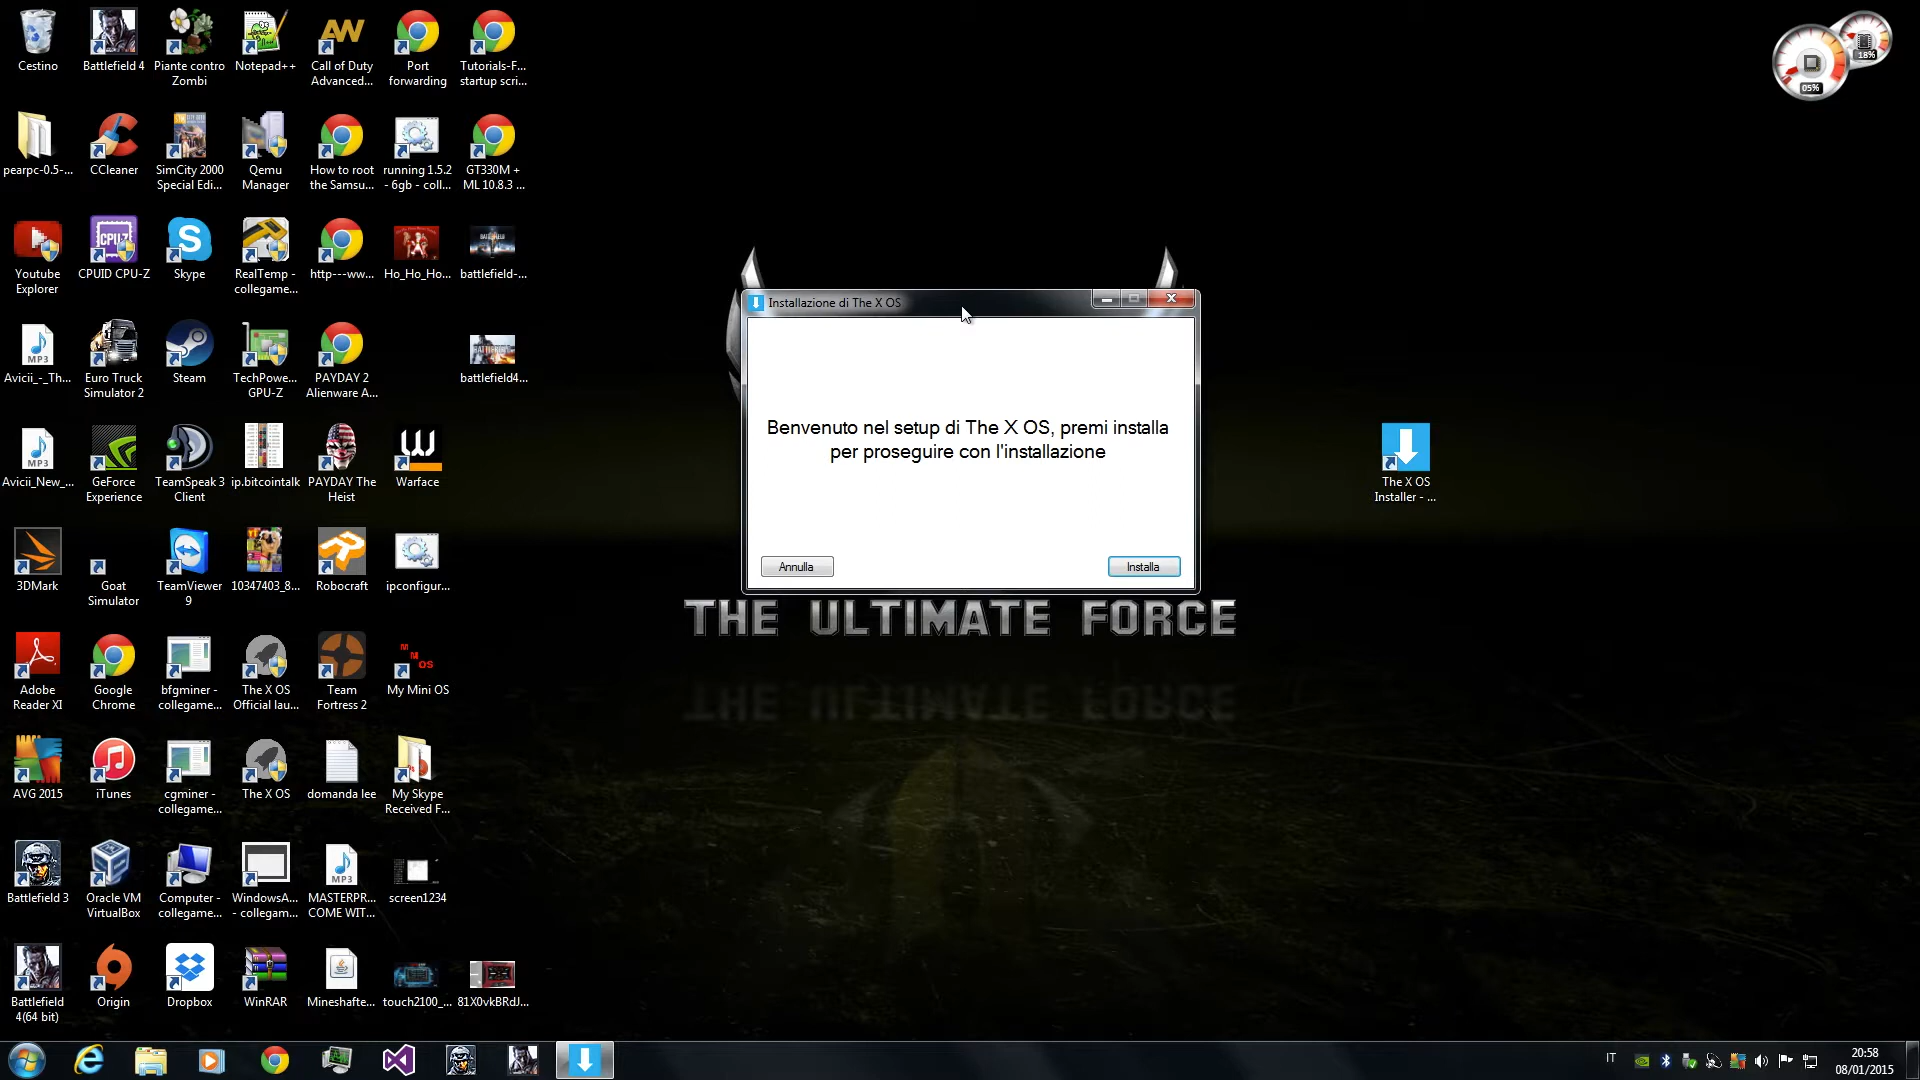 Cestino
Battlefield 4
Piante contro
Zombi
Notepad++
Call of Duty
Advanced...
Port
forwarding
Tutorials-F...
startup scri...
pearpc-0.5-...
CCleaner
SimCity 2000
Special Edi...
Qemu
Manager
How to root
the Samsu...
running 1.5.2
- 6gb - coll...
GT330M +
ML 10.8.3 ...
Youtube
Explorer
CPUID CPU-Z
Skype
RealTemp -
collegame...
http---ww...
Ho_Ho_Ho...
battlefield-...
Avicii_-_Th...
Euro Truck
Simulator 2
Steam
TechPowe...
GPU-Z
PAYDAY 2
Alienware A...
battlefield4...
Avicii_New_...
GeForce
Experience
TeamSpeak 3
Client
ip.bitcointalk
PAYDAY The
Heist
Warface
3DMark
Goat
Simulator
TeamViewer
9
10347403_8...
Robocraft
ipconfigur...
Adobe
Reader XI
Google
Chrome
bfgminer -
collegame...
The X OS
Official lau...
Team
Fortress 2
My Mini OS
AVG 2015
iTunes
cgminer -
collegame...
The X OS
domanda lee
My Skype
Received F...
Battlefield 3
Oracle VM
VirtualBox
Computer -
collegame...
WindowsA...
- collegam...
MASTERPR...
COME WIT...
screen1234
Battlefield
4(64 bit)
Origin
Dropbox
WinRAR
Mineshafte...
touch2100_...
81X0vkBRdJ...
Installazione di The X OS
Benvenuto nel setup di The X OS, premi installa
per proseguire con l'installazione
Annulla
Installa
THE ULTIMATE FORCE
The X OS
Installer - ...
18%
05%
IT
20:58
08/01/2015